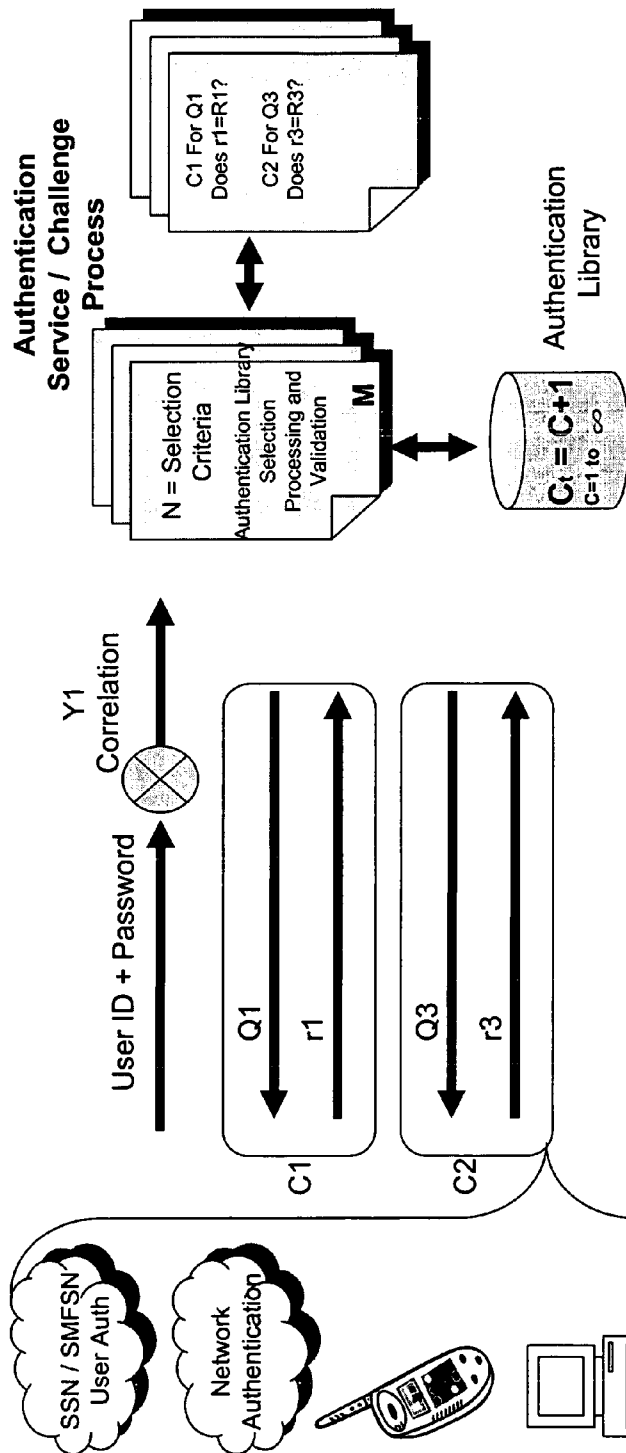 SSN / SMFSN
User Auth
Network
Authentication
User ID + Password
Y1
Correlation
C1
Q1
r1
C2
Q3
r3
Authentication
Service / Challenge
Process
N = Selection
Criteria
Authentication Library
Selection
Processing and
Validation
M
C1 For Q1
Does r1=R1?
C2 For Q3
Does r3=R3?
Cₜ = C+1
C=1 to ∞
Authentication
Library